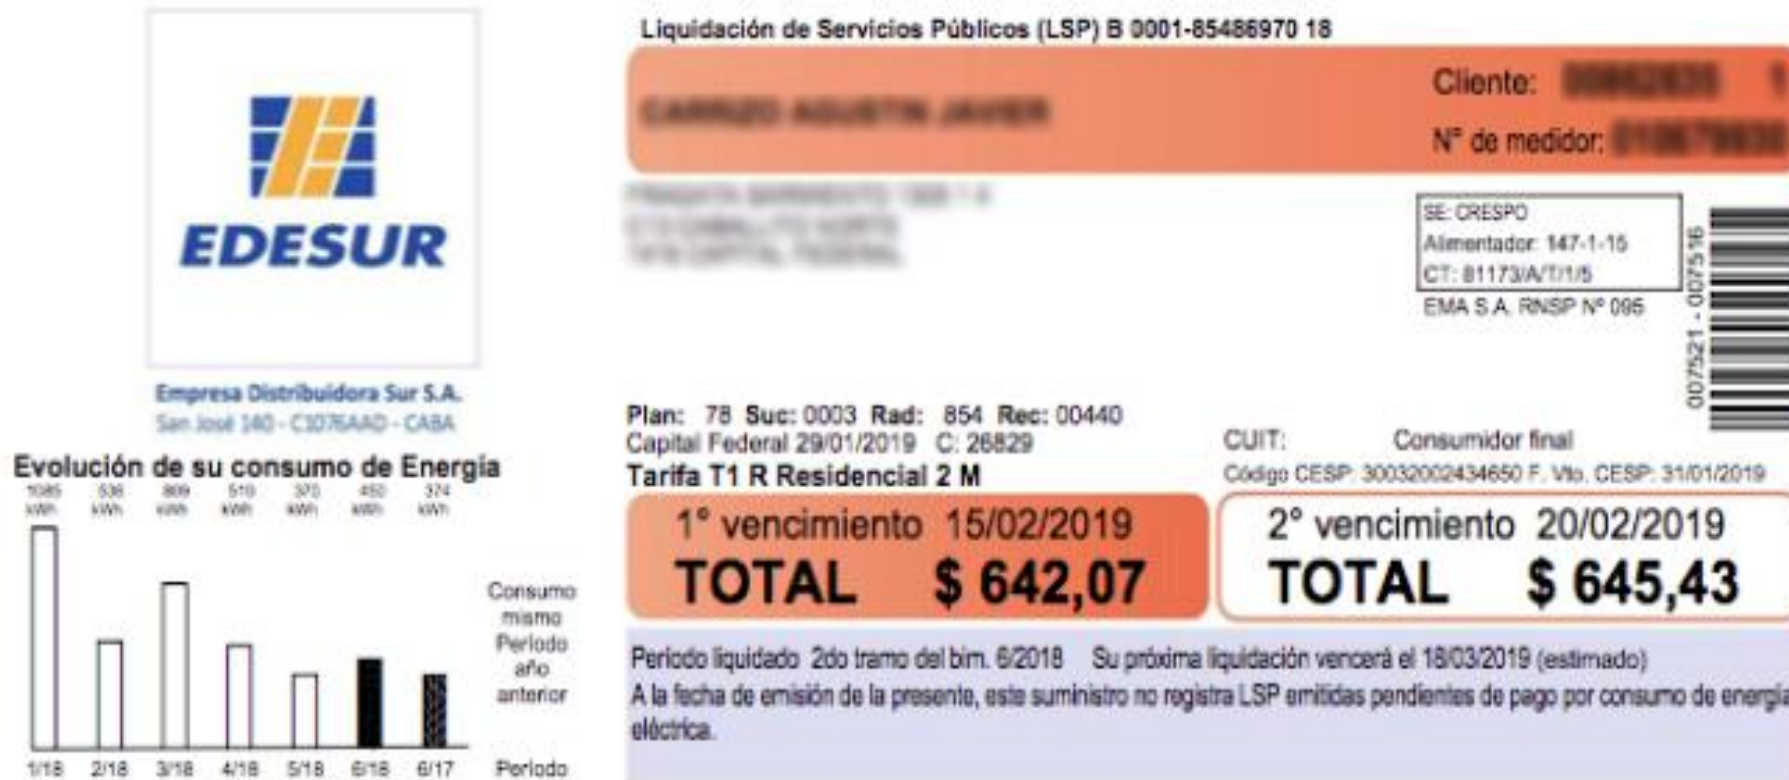 EDESUR
Empresa Distribuidora Sur S.A.
San José 140 - C1076AAD - CABA
Evolución de su consumo de Energía
1085 536 809 510 370 450 374
kWh kWh kWh kWh kWh kWh kWh
Consumo
mismo
Período
año
anterior
1/18 2/18 3/18 4/18 5/18 6/18 6/17 Período
Liquidación de Servicios Públicos (LSP) B 0001-85486970 18
Cliente:
N° de medidor:
SE: CRESPO
Alimentador: 147-1-15
CT: 81173/A/T/1/5
EMA S.A. RNSP Nº 095
007521 - 007516
Plan: 78 Suc: 0003 Rad: 854 Rec: 00440
Capital Federal 29/01/2019 C: 26829
Tarifa T1 R Residencial 2 M
CUIT: Consumidor final
Código CESP: 30032002434650 F. Vto. CESP: 31/01/2019
1° vencimiento 15/02/2019
TOTAL $ 642,07
2° vencimiento 20/02/2019
TOTAL $ 645,43
Período liquidado 2do tramo del bim. 6/2018 Su próxima liquidación vencerá el 18/03/2019 (estimado)
A la fecha de emisión de la presente, este suministro no registra LSP emitidas pendientes de pago por consumo de energía
eléctrica.